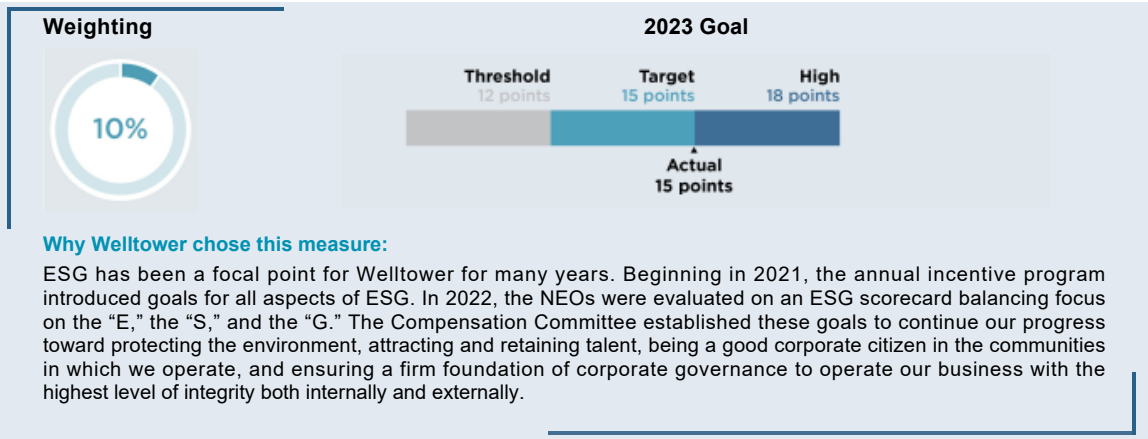 Weighting
2023 Goal
10%
Threshold
12 points
Target
15 points
High
18 points
Actual
15 points
Why Welltower chose this measure:
ESG has been a focal point for Welltower for many years. Beginning in 2021, the annual incentive program
introduced goals for all aspects of ESG. In 2022, the NEOs were evaluated on an ESG scorecard balancing focus
on the “E,” the “S,” and the “G.” The Compensation Committee established these goals to continue our progress
toward protecting the environment, attracting and retaining talent, being a good corporate citizen in the communities
in which we operate, and ensuring a firm foundation of corporate governance to operate our business with the
highest level of integrity both internally and externally.